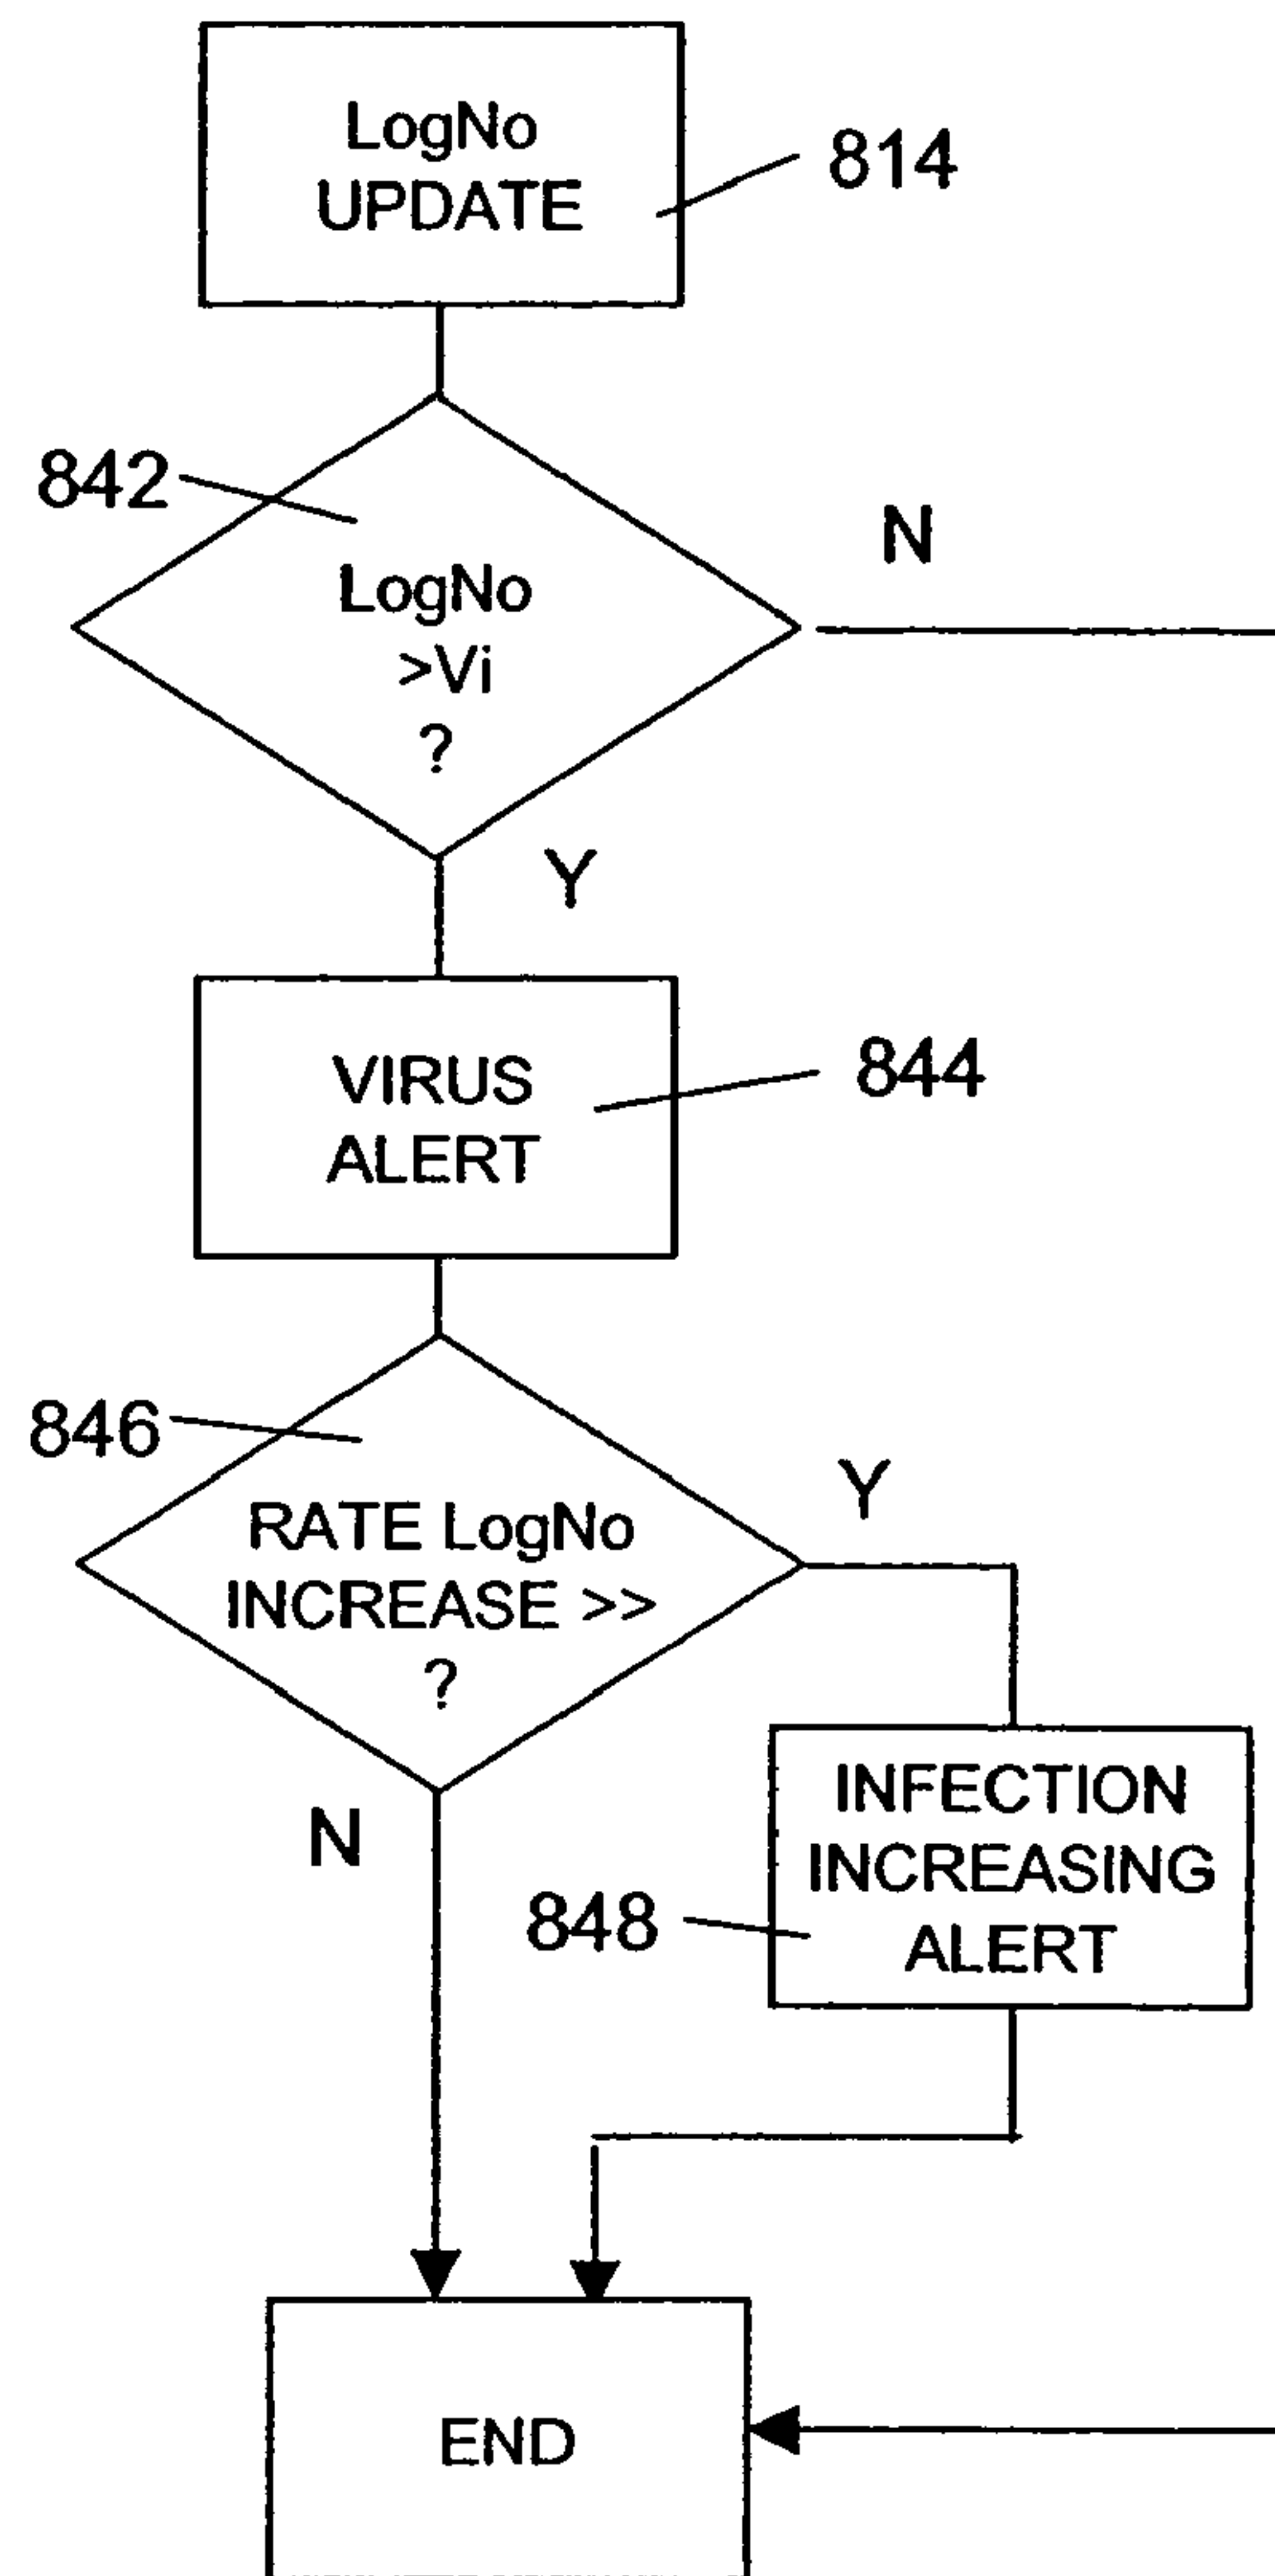 LogNo
UPDATE
814
842
LogNo
>Vi
?
N
Y
VIRUS
ALERT
844
846
RATE LogNo
INCREASE >>
?
Y
N
INFECTION
INCREASING
ALERT
848
END